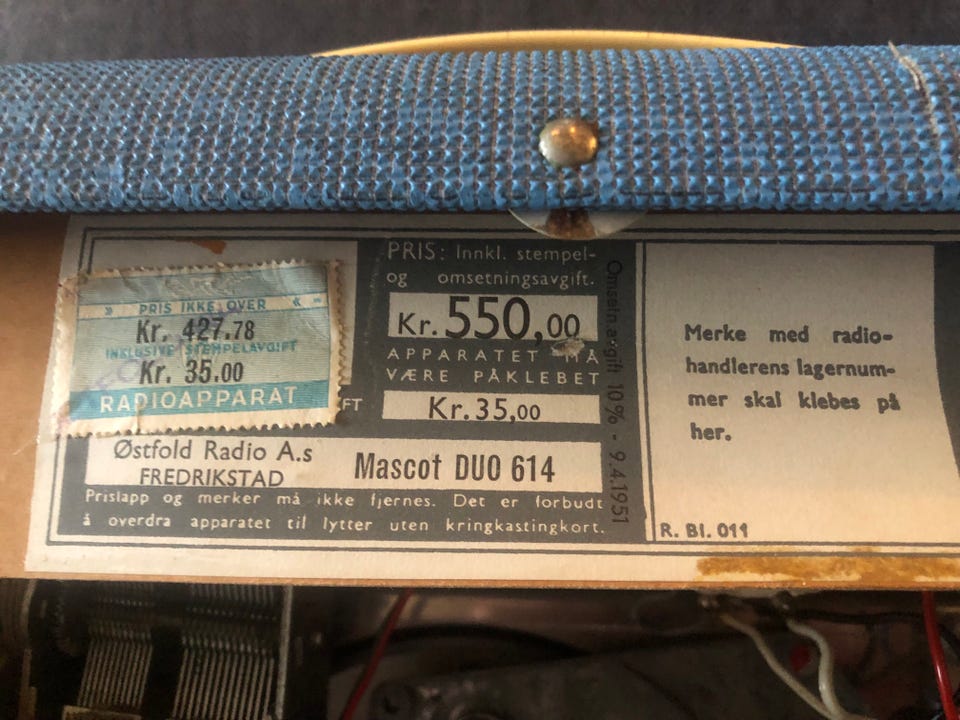 » PRIS IKKE OVER «
Kr. 427.78
INKLUSIVE STEMPELAVGIFT
Kr. 35.00
RADIOAPPARAT
PRIS: Innkl. stempel-
og omsetningsavgift.
Kr. 550,00
APPARATET
VÆRE PÅKLEBET
FT
Kr. 35,00
Østfold Radio A.s
FREDRIKSTAD
Mascot DUO 614
Prislapp og merker må ikke fjernes. Det er forbudt
å overdra apparatet til lytter uten kringkastingkort.
Omsetn.avgift 10% - 9.4.1951
Merke med radio-
handlerens lagernum-
mer skal klebes på
her.
R. Bl. 011